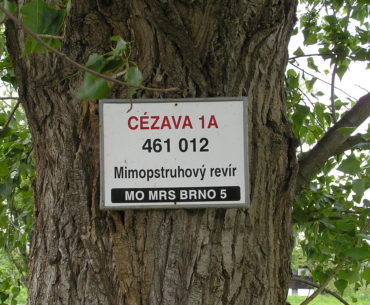 CÉZAVA 1A
461 012
Mimopstruhový revír
MO MRS BRNO 5